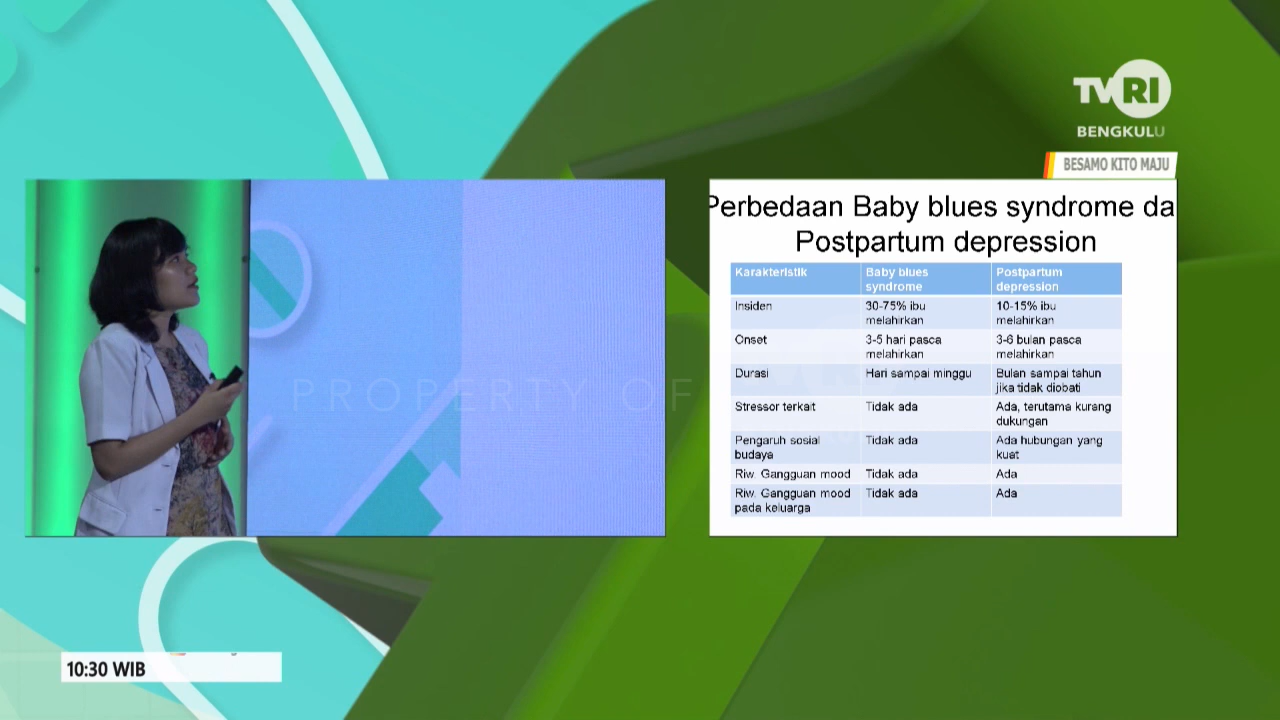 TVRI
BENGKULU
BESAMO KITO MAJU
Perbedaan Baby blues syndrome da
Postpartum depression
Karakteristik Baby blues syndrome Postpartum depression
Insiden 30-75% ibu melahirkan 10-15% ibu melahirkan
Onset 3-5 hari pasca melahirkan 3-6 bulan pasca melahirkan
Durasi Hari sampai minggu Bulan sampai tahun jika tidak diobati
Stressor terkait Tidak ada Ada, terutama kurang dukungan
Pengaruh sosial budaya Tidak ada Ada hubungan yang kuat
Riw. Gangguan mood Tidak ada Ada
Riw. Gangguan mood pada keluarga Tidak ada Ada
PROPERTY OF
10:30 WIB